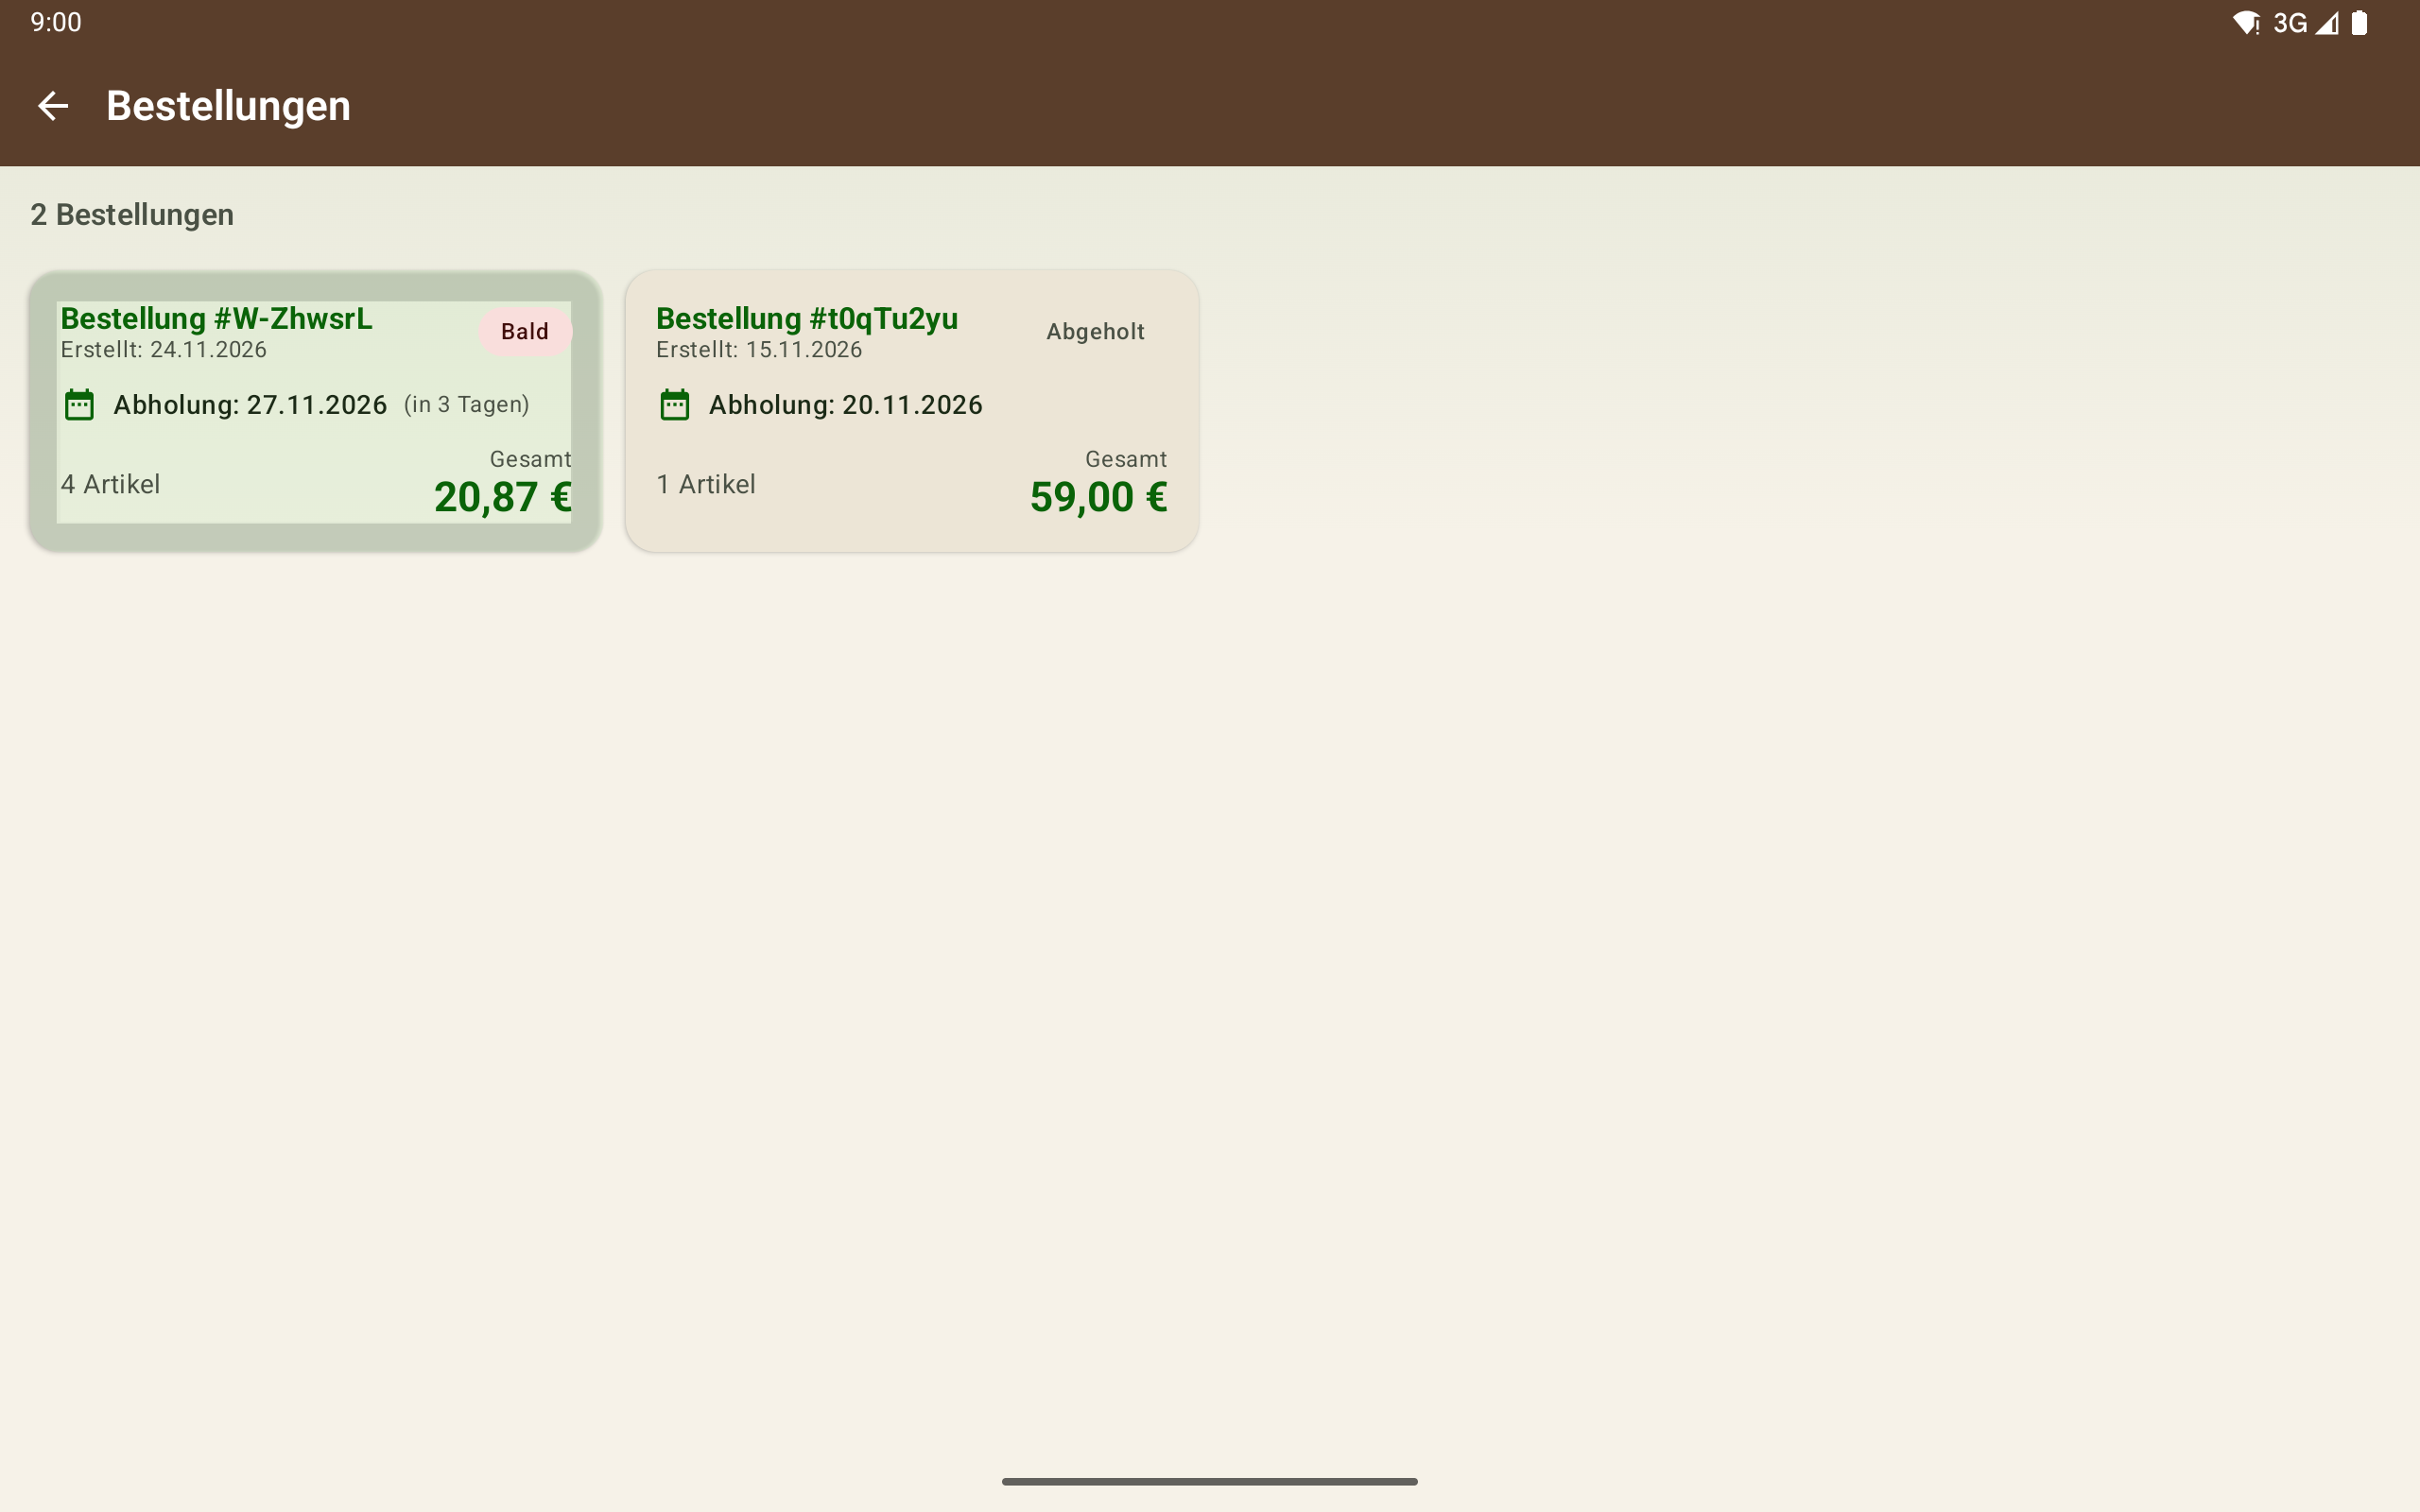 9:00
3G
Bestellungen
2 Bestellungen
Bestellung #W-ZhwsrL
Bald
Erstellt: 24.11.2026
Abholung: 27.11.2026 (in 3 Tagen)
Gesamt
4 Artikel
20,87 €
Bestellung #t0qTu2yu
Abgeholt
Erstellt: 15.11.2026
Abholung: 20.11.2026
Gesamt
1 Artikel
59,00 €